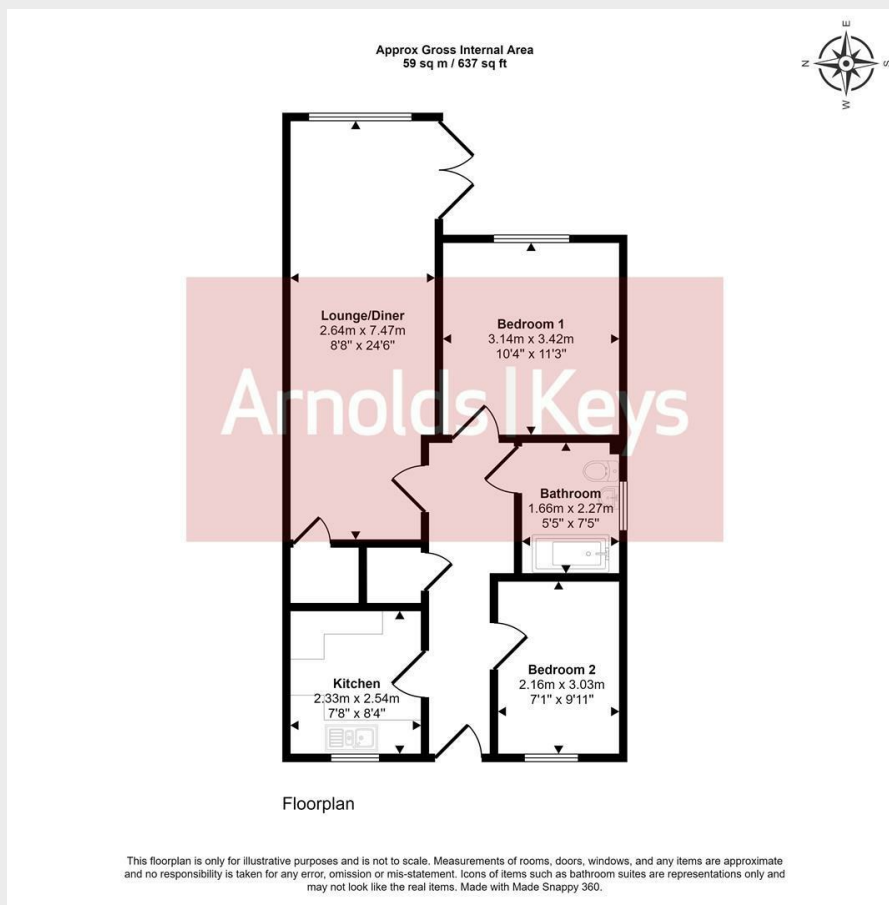 Approx Gross Internal Area
59 sq m / 637 sq ft
E
N
S
W
Lounge/Diner
2.64m x 7.47m
8'8" x 24'6"
Bedroom 1
3.14m x 3.42m
10'4" x 11'3"
Arnolds|Keys
Bathroom
1.66m x 2.27m
5'5" x 7'5"
Kitchen
2.33m x 2.54m
7'8" x 8'4"
Bedroom 2
2.16m x 3.03m
7'1" x 9'11"
Floorplan
This floorplan is only for illustrative purposes and is not to scale. Measurements of rooms, doors, windows, and any items are approximate
and no responsibility is taken for any error, omission or mis-statement. Icons of items such as bathroom suites are representations only and
may not look like the real items. Made with Made Snappy 360.